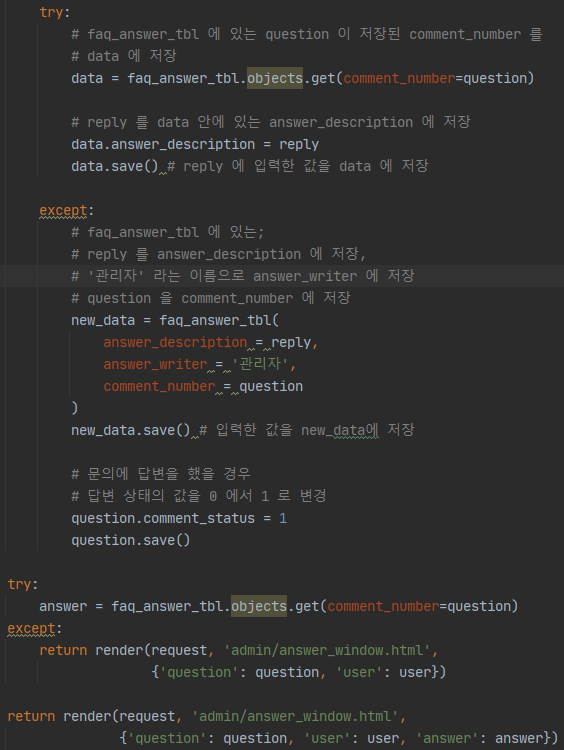 try:
# faq_answer_tbl 에 있는 question 이 저장된 comment_number 를
# data 에 저장
data = faq_answer_tbl.objects.get(comment_number=question)
# reply 를 data 안에 있는 answer_description 에 저장
data.answer_description = reply
data.save() # reply 에 입력한 값을 data 에 저장
except:
# faq_answer_tbl 에 있는;
# reply 를 answer_description 에 저장,
# '관리자' 라는 이름으로 answer_writer 에 저장
# question 을 comment_number 에 저장
new_data = faq_answer_tbl(
answer_description = reply,
answer_writer = '관리자',
comment_number = question
)
new_data.save() # 입력한 값을 new_data에 저장
# 문의에 답변을 했을 경우
# 답변 상태의 값을 0 에서 1 로 변경
question.comment_status = 1
question.save()
try:
answer = faq_answer_tbl.objects.get(comment_number=question)
except:
return render(request, 'admin/answer_window.html',
{'question': question, 'user': user})
return render(request, 'admin/answer_window.html',
{'question': question, 'user': user, 'answer': answer})